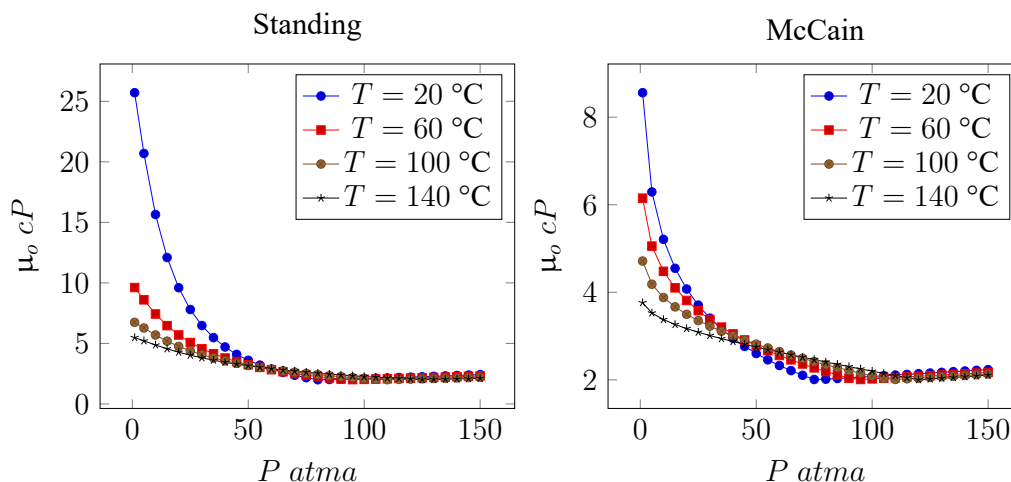 Standing
T = 20 °C
T = 60 °C
T = 100 °C
T = 140 °C
25
20
15
10
5
0
0 50 100 150
µo cP
P atma
McCain
T = 20 °C
T = 60 °C
T = 100 °C
T = 140 °C
8
6
4
2
0 50 100 150
µo cP
P atma